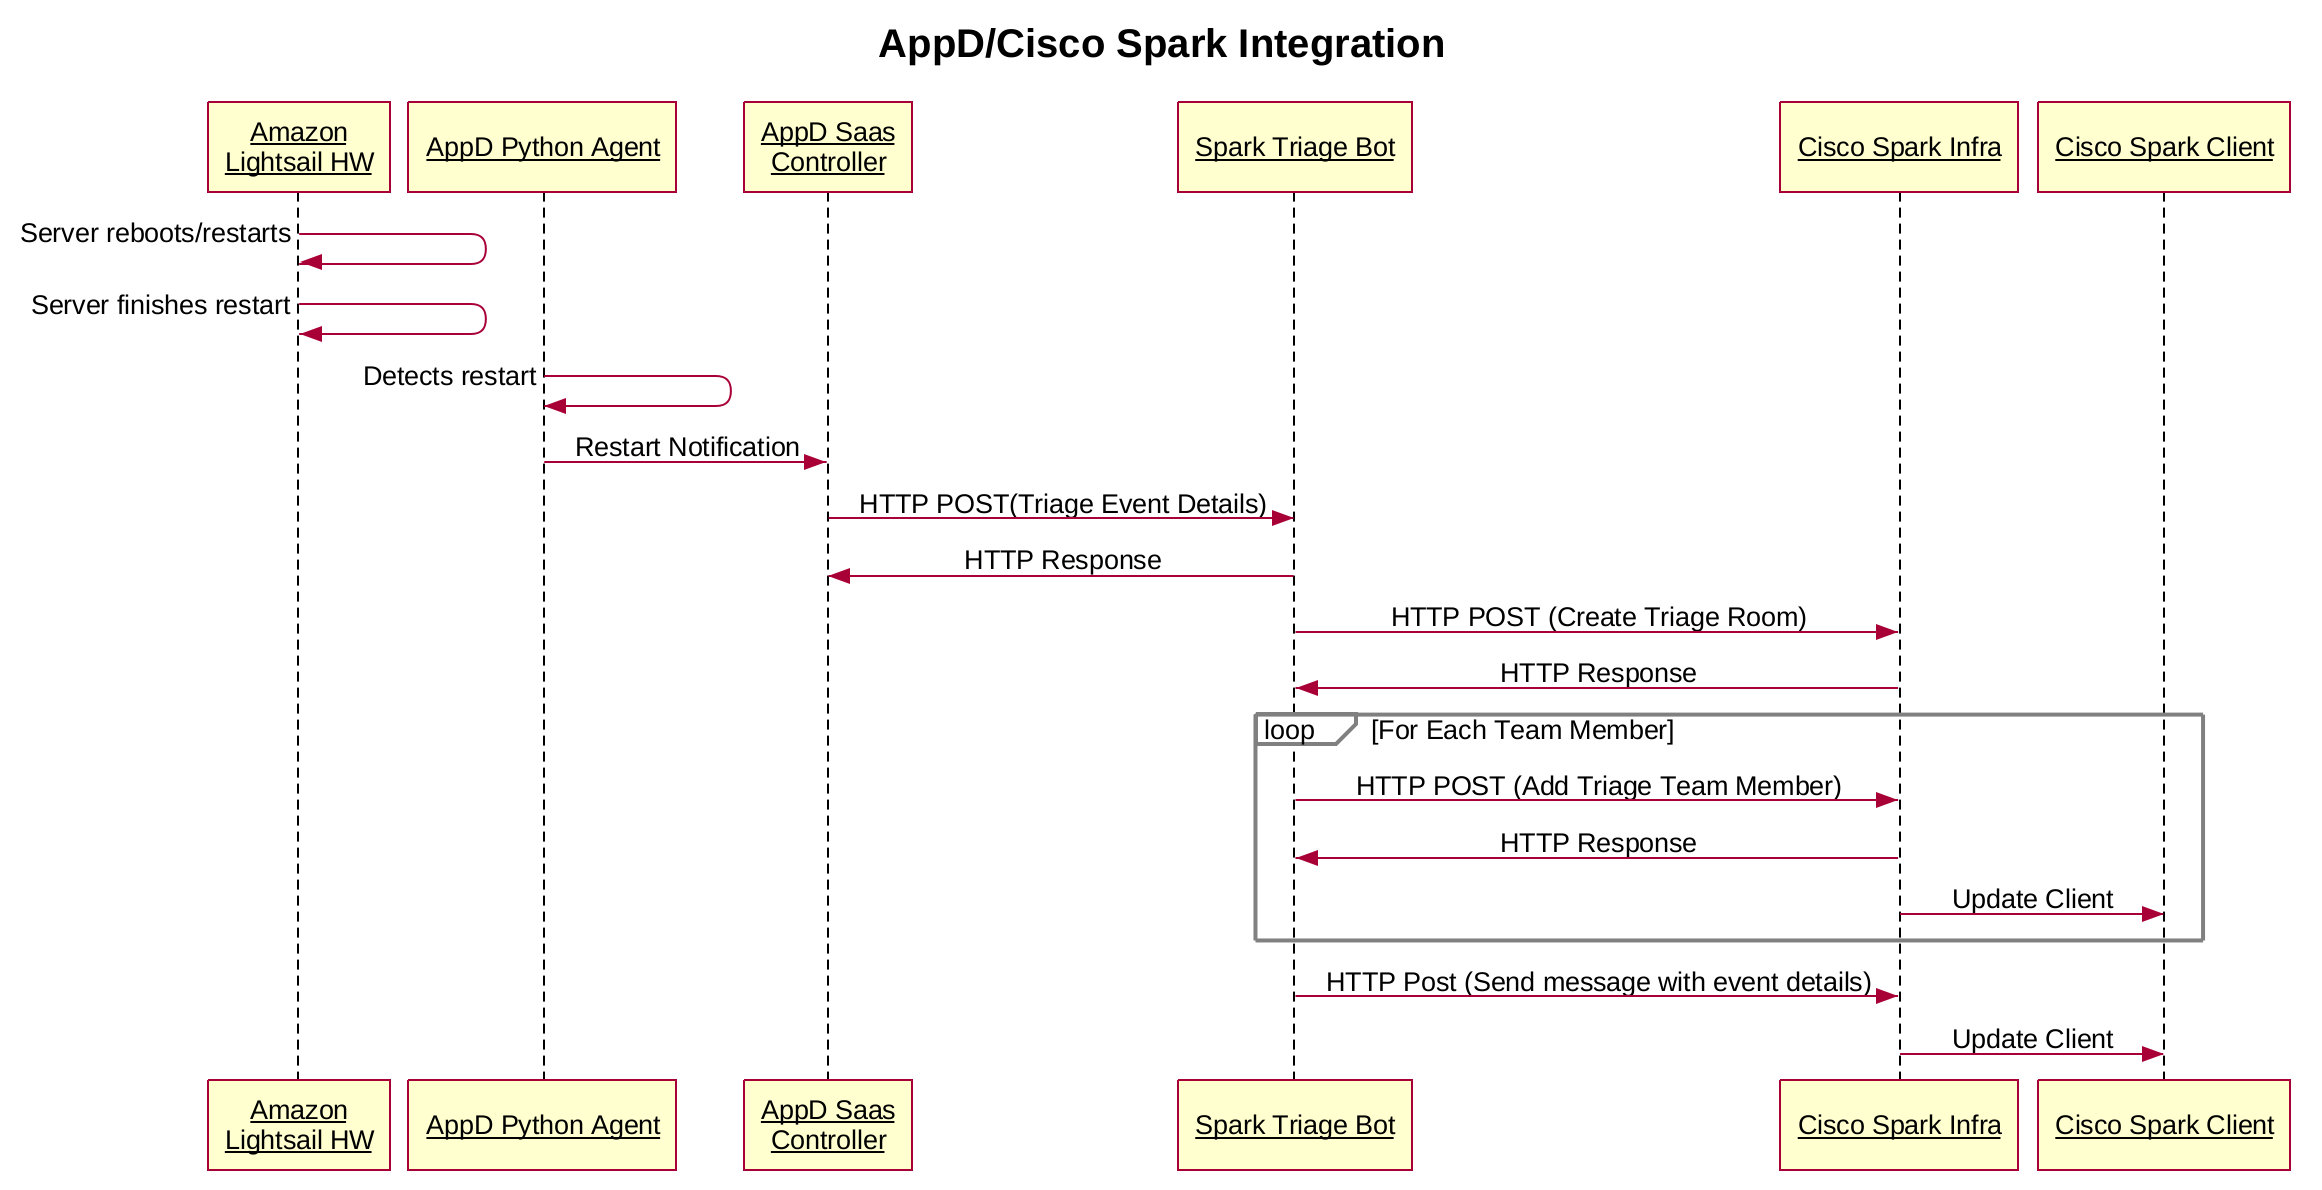 AppD/Cisco Spark Integration
Amazon
Lightsail HW
AppD Python Agent
AppD Saas
Controller
Spark Triage Bot
Cisco Spark Infra
Cisco Spark Client
Server reboots/restarts
Server finishes restart
Detects restart
Restart Notification
HTTP POST(Triage Event Details)
HTTP Response
HTTP POST (Create Triage Room)
HTTP Response
loop
[For Each Team Member]
HTTP POST (Add Triage Team Member)
HTTP Response
Update Client
HTTP Post (Send message with event details)
Update Client
Amazon
Lightsail HW
AppD Python Agent
AppD Saas
Controller
Spark Triage Bot
Cisco Spark Infra
Cisco Spark Client